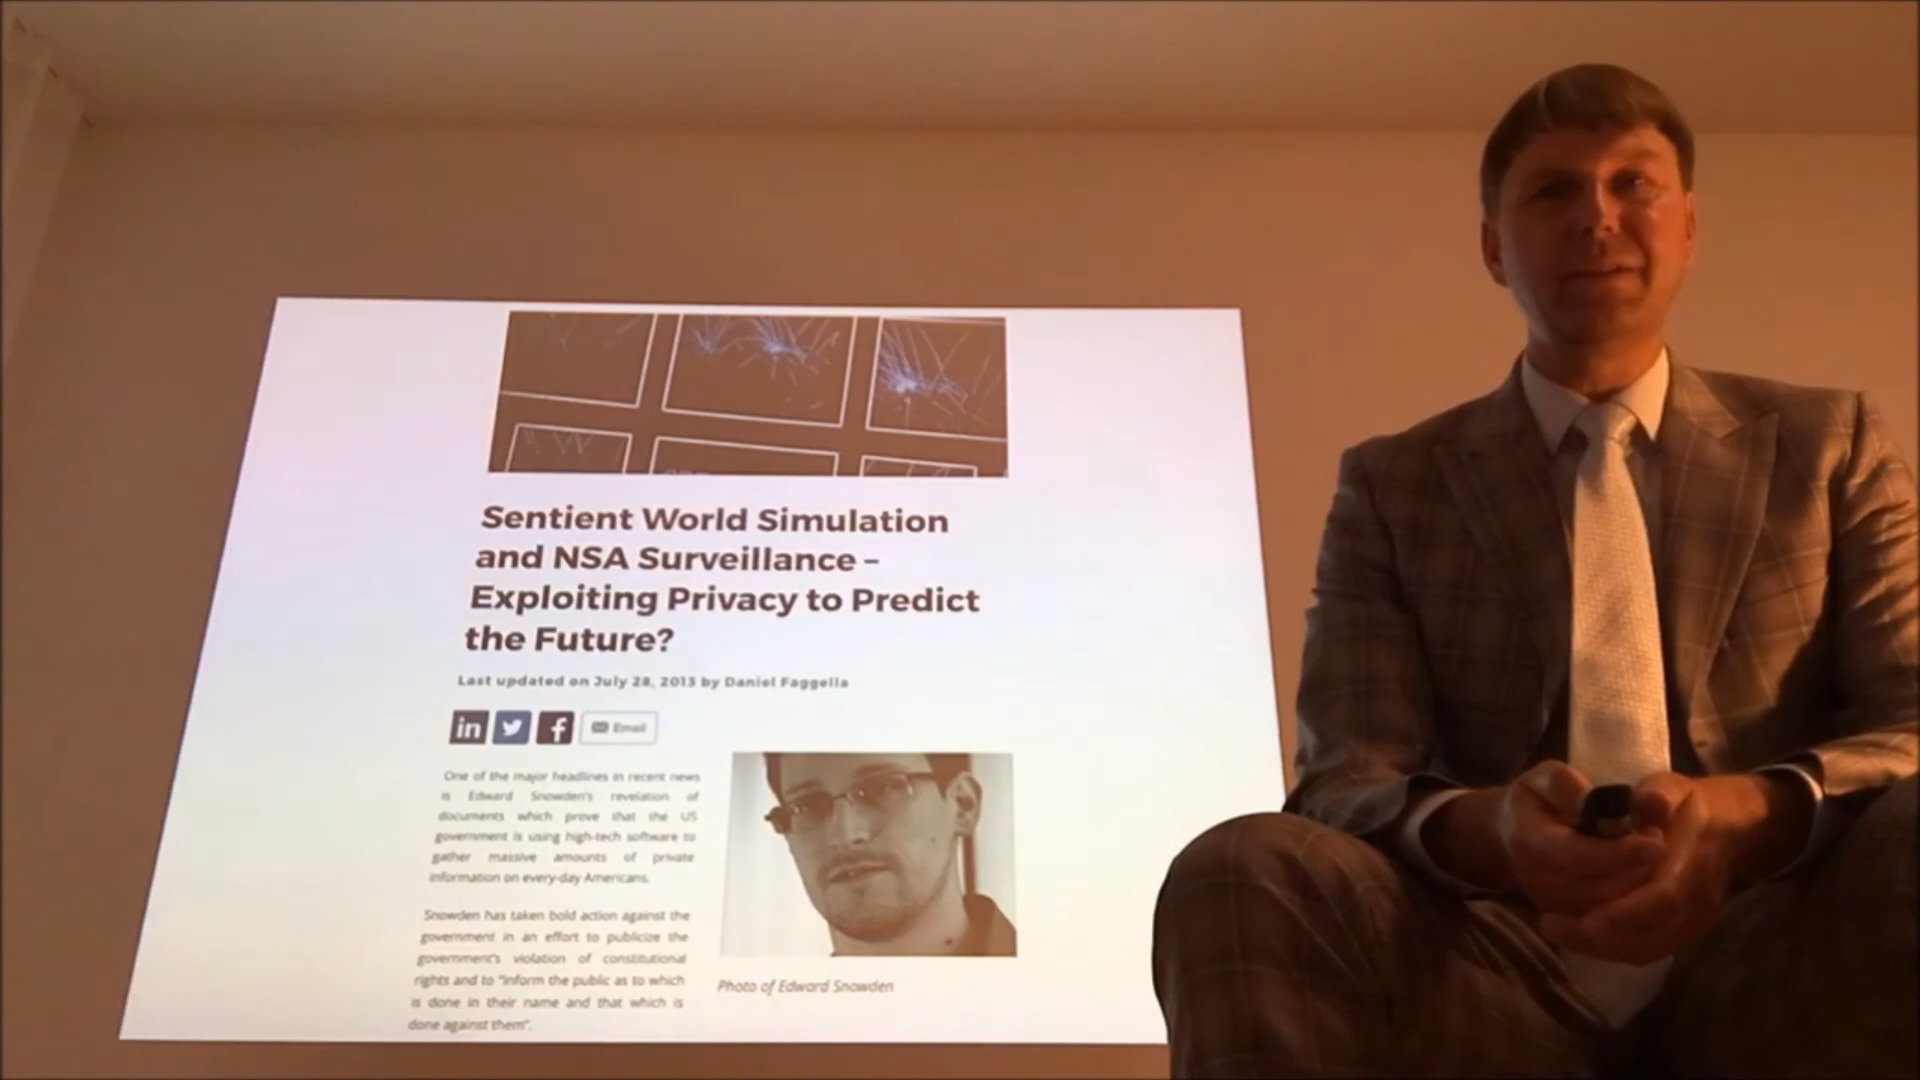 Sentient World Simulation
and NSA Surveillance –
Exploiting Privacy to Predict
the Future?
Last updated on July 28, 2013 by Daniel Faggella
in
f
Email
One of the major headlines in recent news
is Edward Snowden's revelation of
documents which prove that the US
government is using high-tech software to
gather massive amounts of private
information on every-day Americans.
Snowden has taken bold action against the
government in an effort to publicize the
government's violation of constitutional
rights and to "inform the public as to which
is done in their name and that which is
done against them".
Photo of Edward Snowden